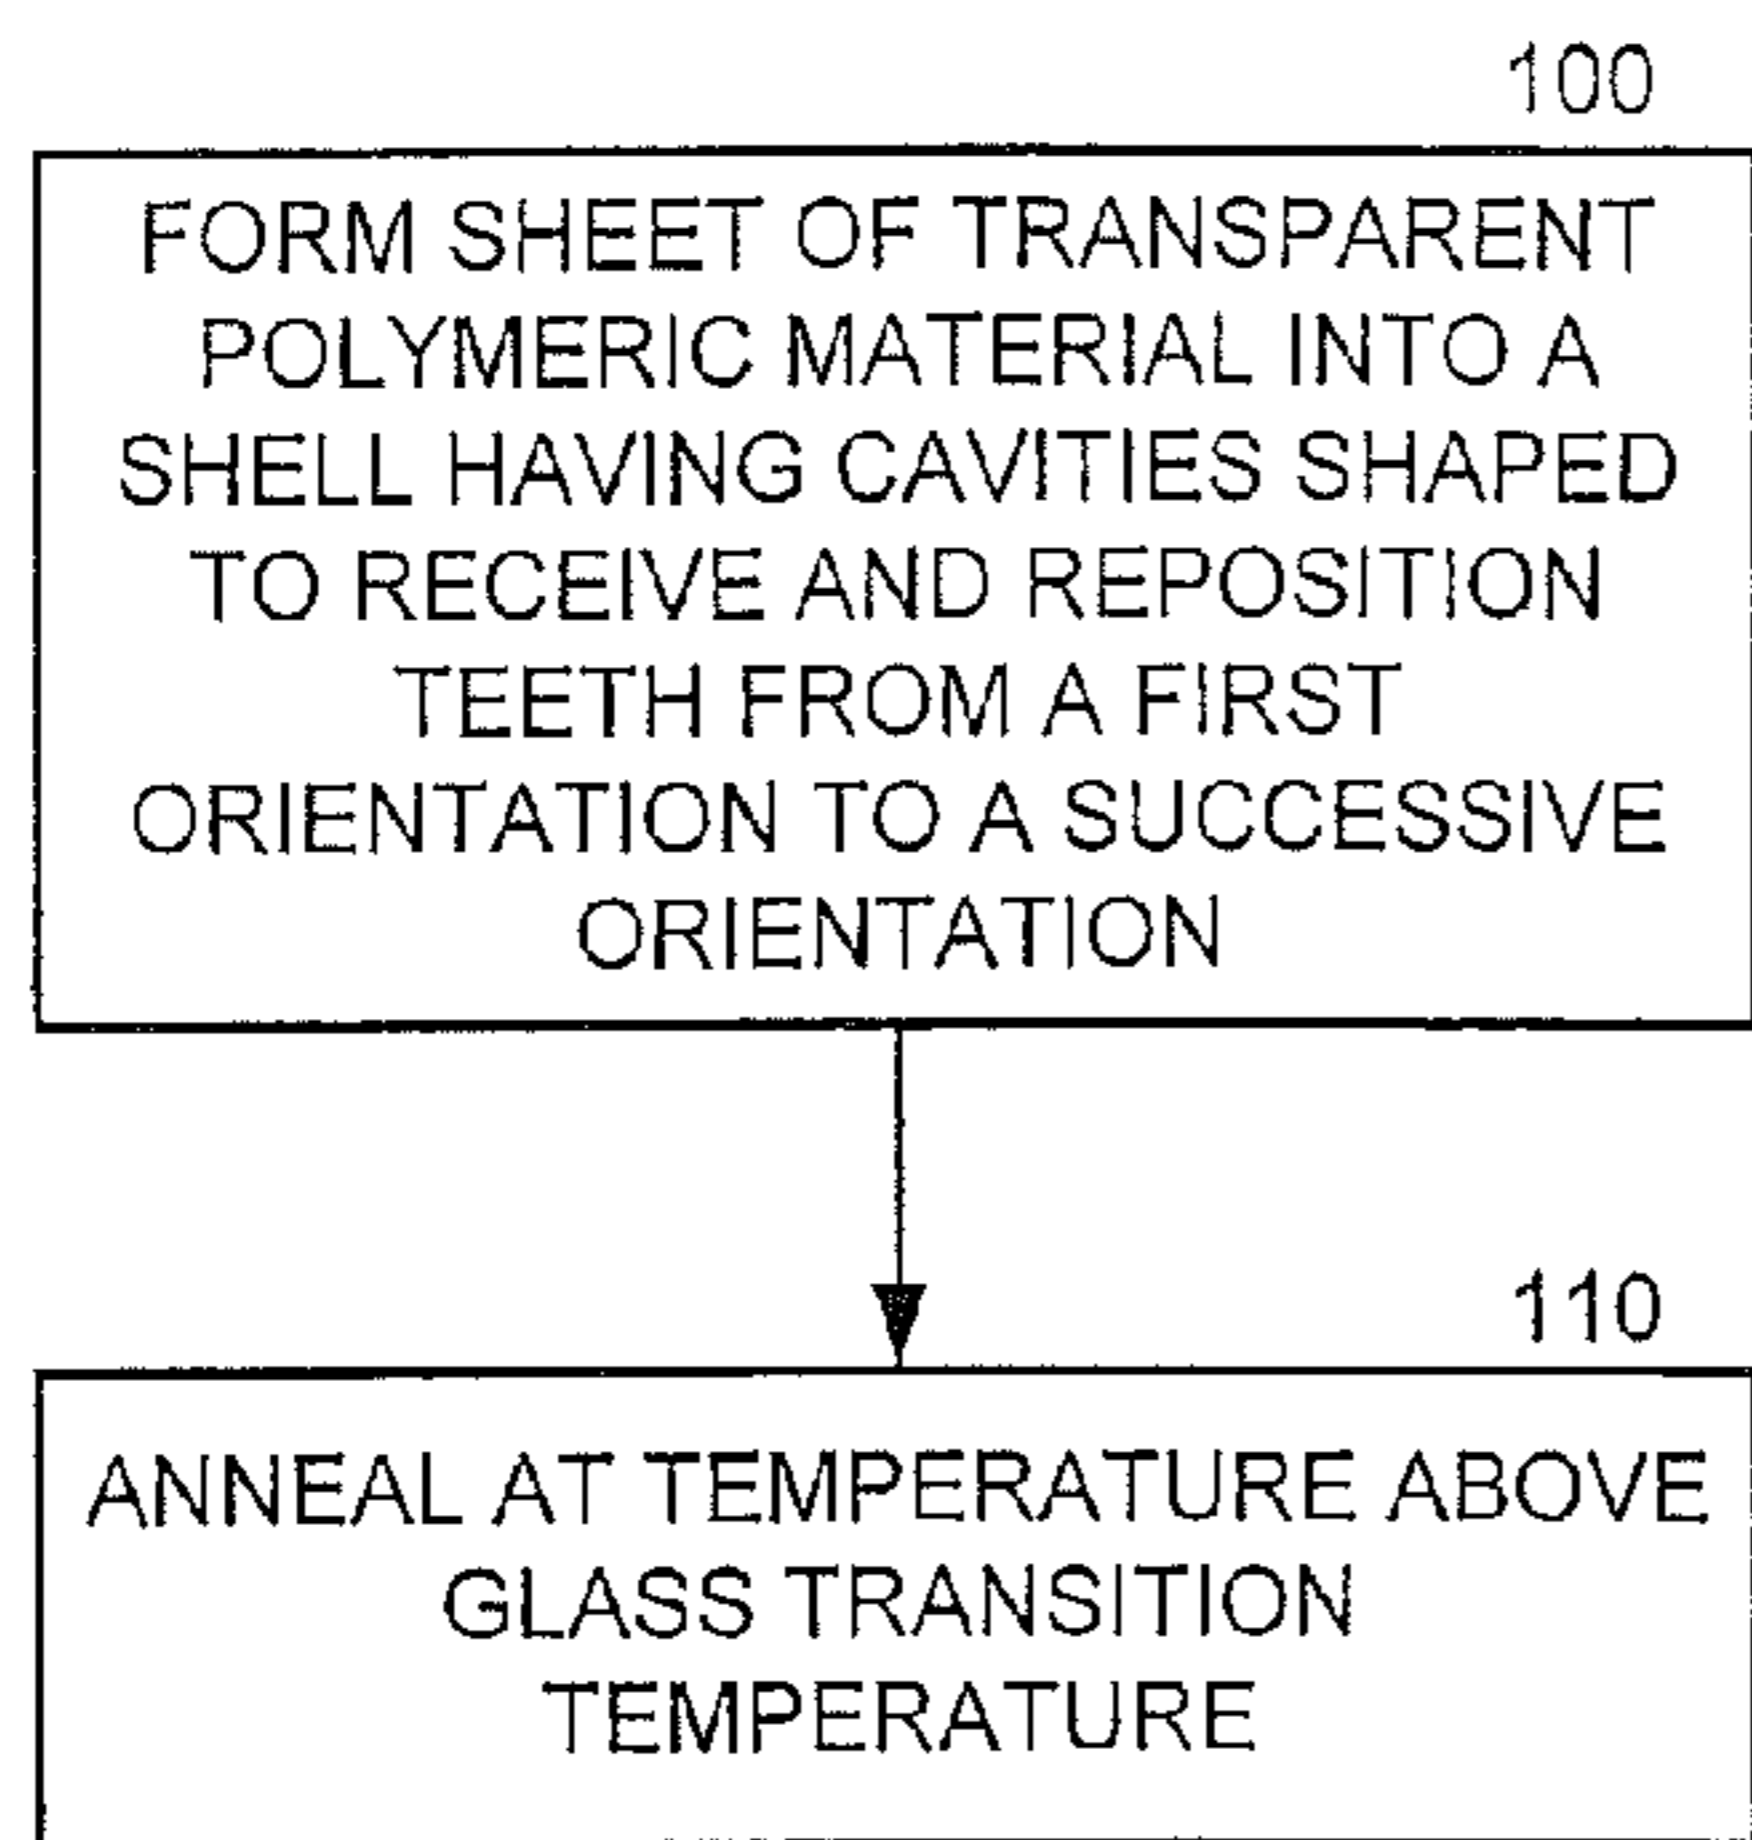 100
FORM SHEET OF TRANSPARENT
POLYMERIC MATERIAL INTO A
SHELL HAVING CAVITIES SHAPED
TO RECEIVE AND REPOSITION
TEETH FROM A FIRST
ORIENTATION TO A SUCCESSIVE
ORIENTATION
110
ANNEAL AT TEMPERATURE ABOVE
GLASS TRANSITION
TEMPERATURE